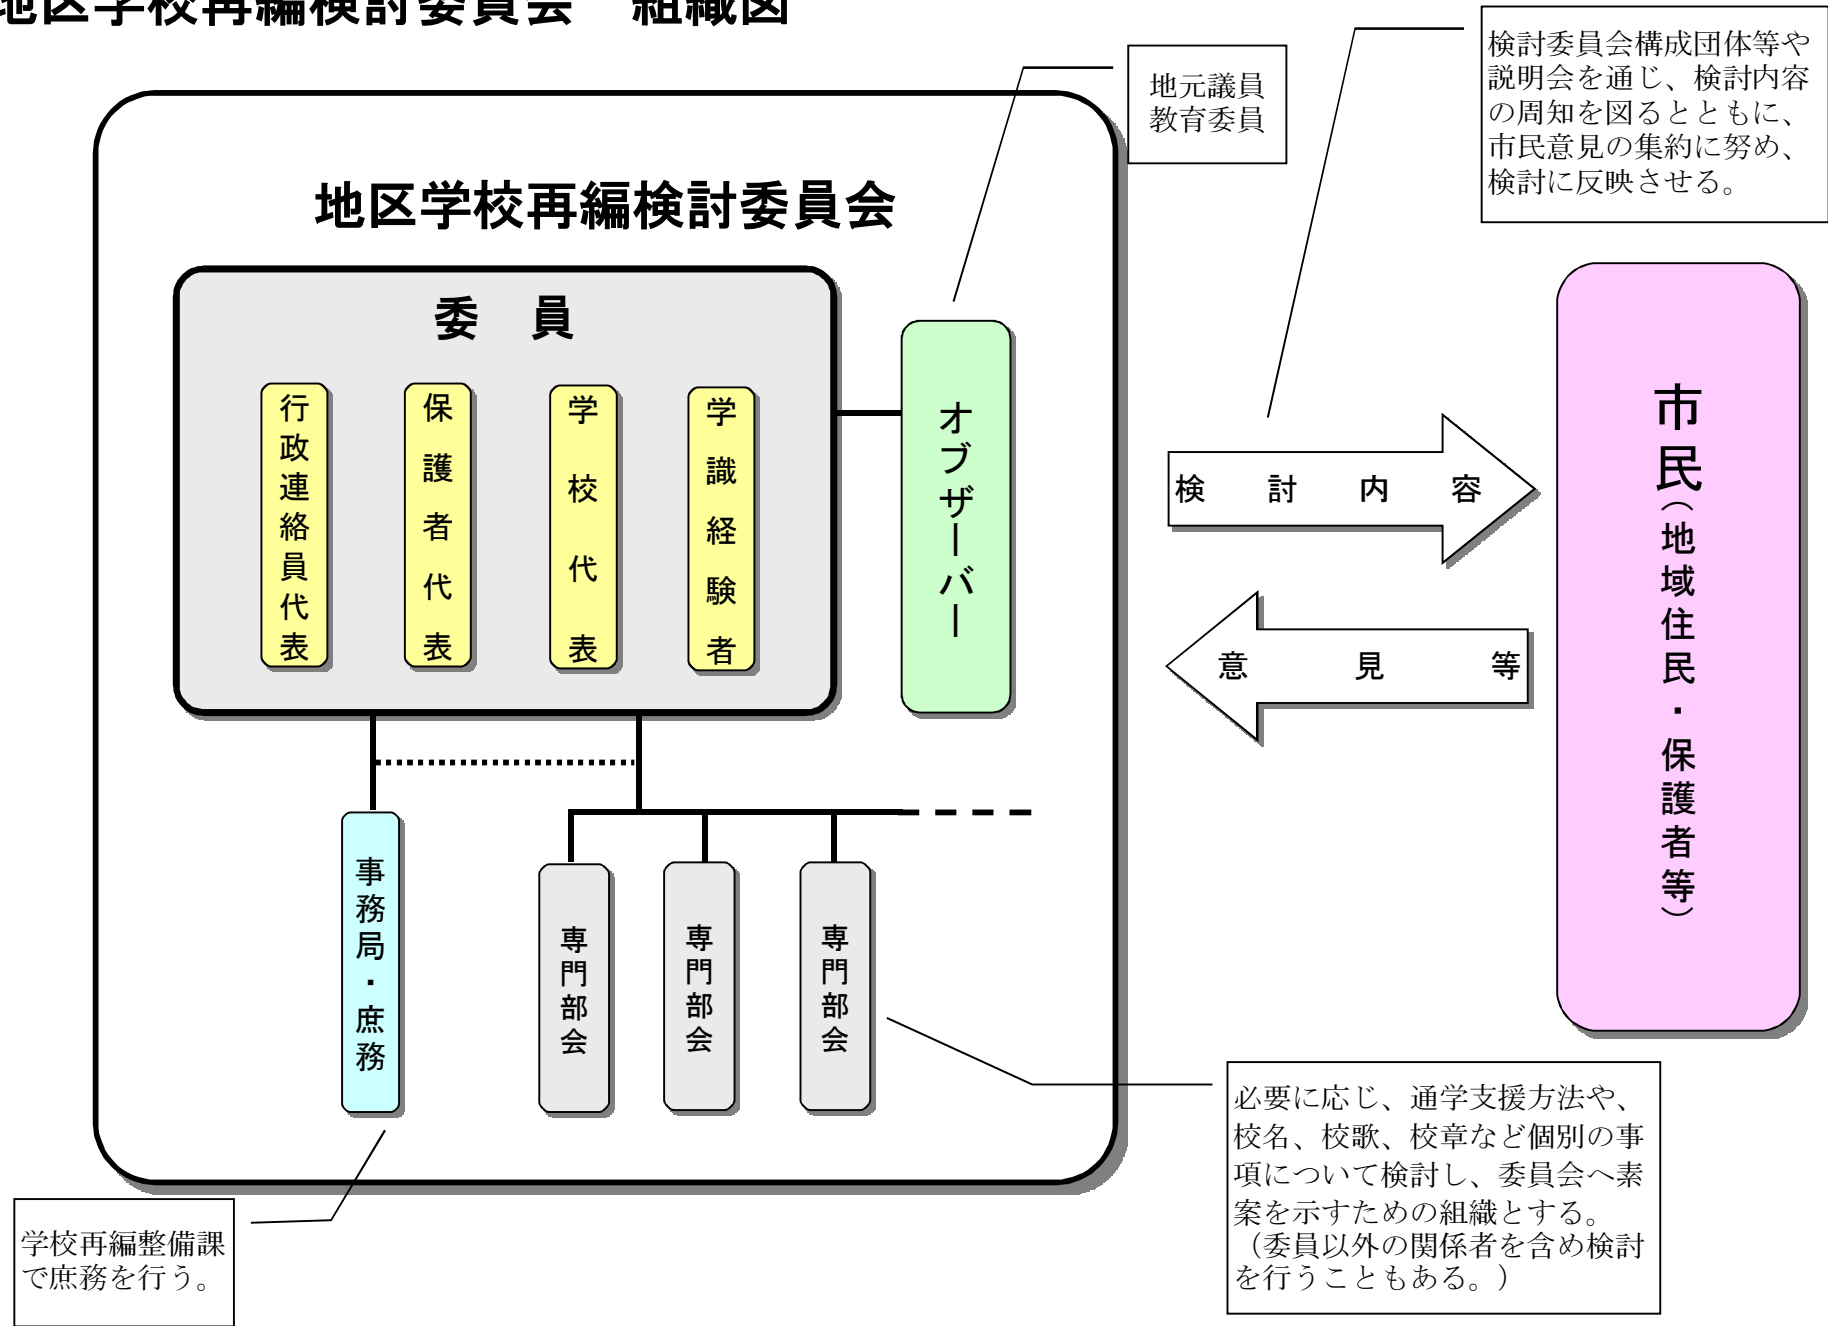 地区学校再編検討委員会　組織図
地元議員
教育委員
検討委員会構成団体等や
説明会を通じ、検討内容
の周知を図るとともに、
市民意見の集約に努め、
検討に反映させる。
地区学校再編検討委員会
委　員
行政連絡員代表
保護者代表
学校代表
学識経験者
オブザーバー
検討内容
意見等
市民（地域住民・保護者等）
事務局・庶務
専門部会
専門部会
専門部会
学校再編整備課
で庶務を行う。
必要に応じ、通学支援方法や、
校名、校歌、校章など個別の事
項について検討し、委員会へ素
案を示すための組織とする。
（委員以外の関係者を含め検討
を行うこともある。）